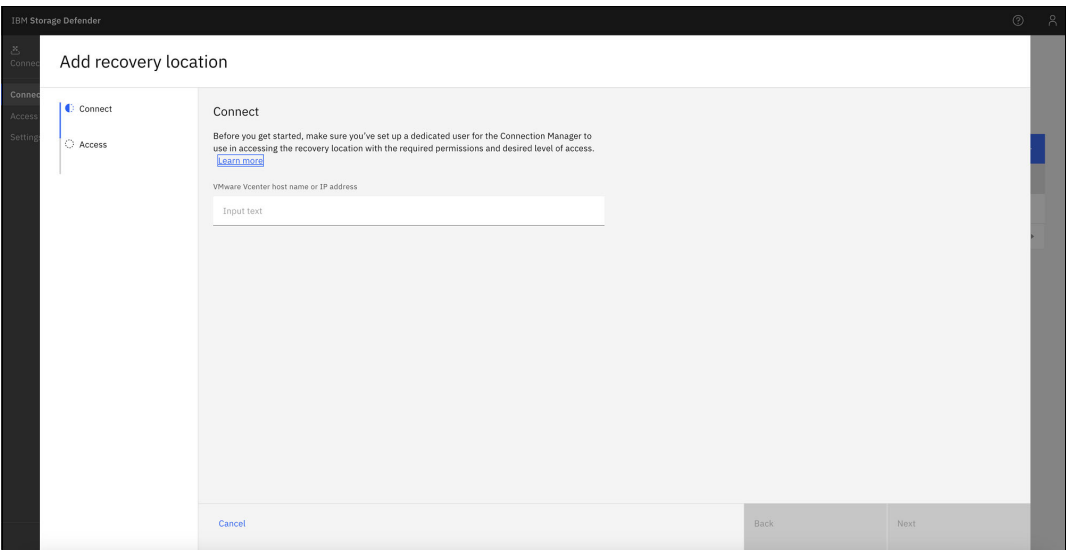 IBM Storage Defender
Connec
Add recovery location
Connec
Access
Setting
Connect
Access
Connect
Before you get started, make sure you've set up a dedicated user for the Connection Manager to
use in accessing the recovery location with the required permissions and desired level of access.
Learn more
VMware Vcenter host name or IP address
Input text
Cancel
Back
Next